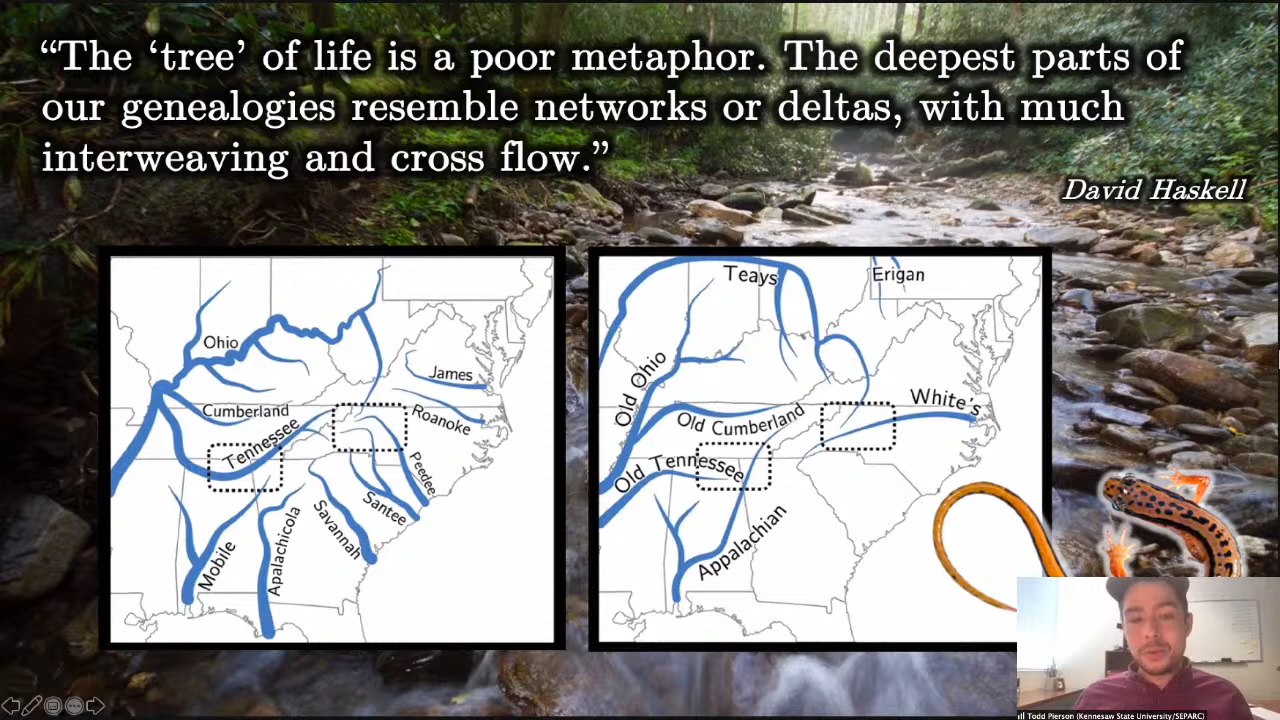 “The ‘tree’ of life is a poor metaphor. The deepest parts of
our genealogies resemble networks or deltas, with much
interweaving and cross flow.”
David Haskell
Ohio
James
Cumberland
Roanoke
Tennessee
Peedee
Santee
Savannah
Apalachicola
Mobile
Teays
Erigan
Old Ohio
White's
Old Cumberland
Old Tennessee
Appalachian
Todd Pierson (Kennesaw State University/SEPARC)